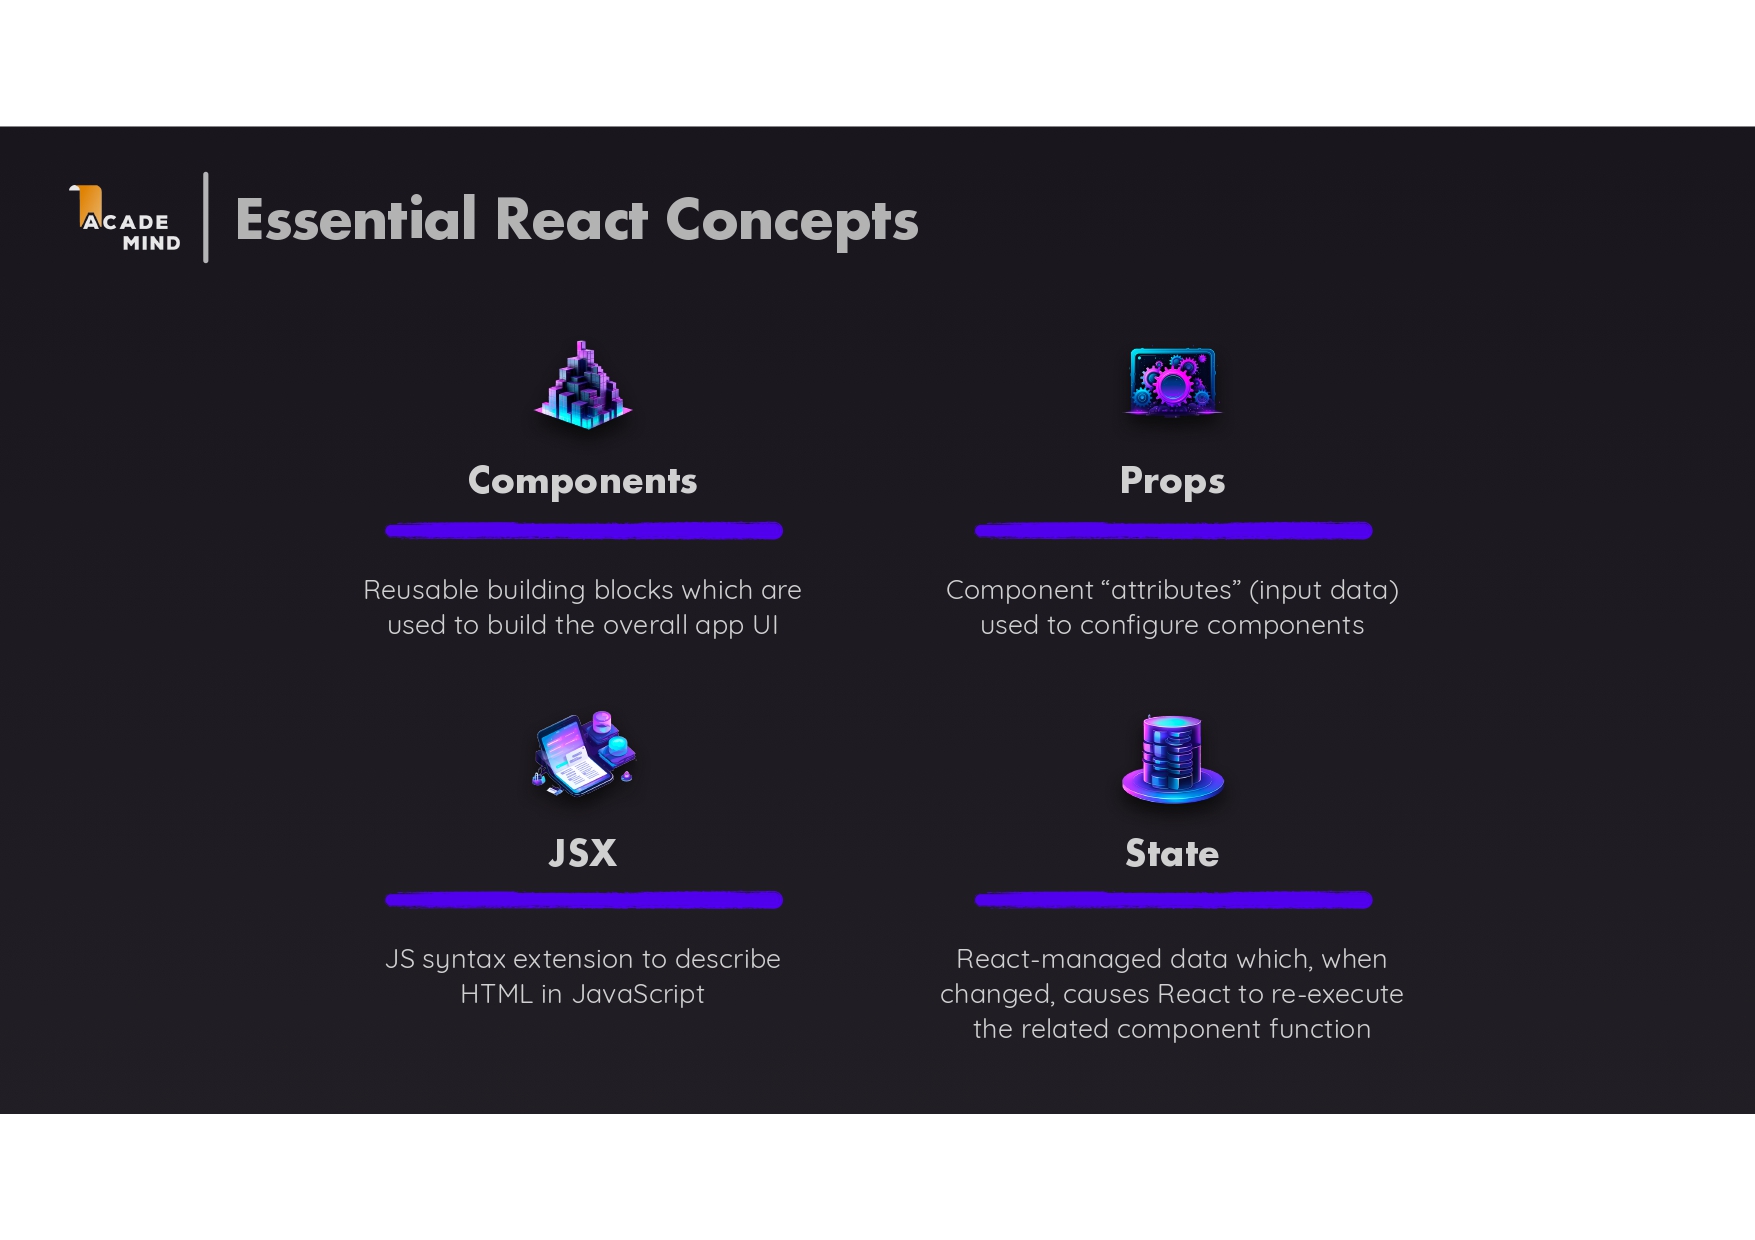 ACADE
MIND
Essential React Concepts
Components
Reusable building blocks which are
used to build the overall app UI
Props
Component “attributes” (input data)
used to configure components
JSX
JS syntax extension to describe
HTML in JavaScript
State
React-managed data which, when
changed, causes React to re-execute
the related component function